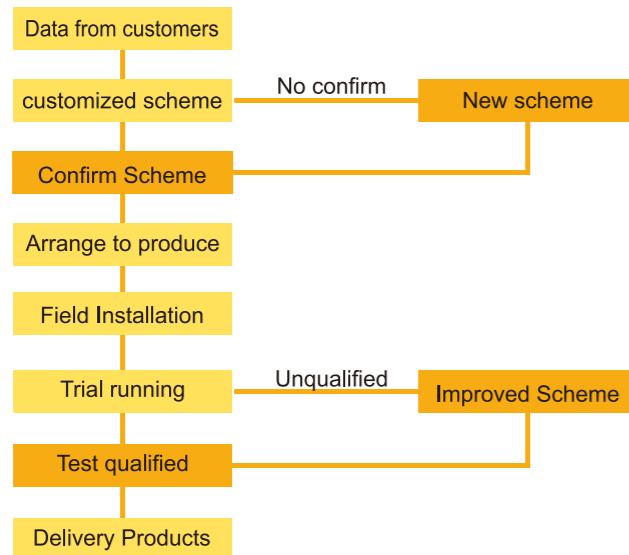 Data from customers
customized scheme
No confirm
New scheme
Confirm Scheme
Arrange to produce
Field Installation
Trial running
Unqualified
Improved Scheme
Test qualified
Delivery Products